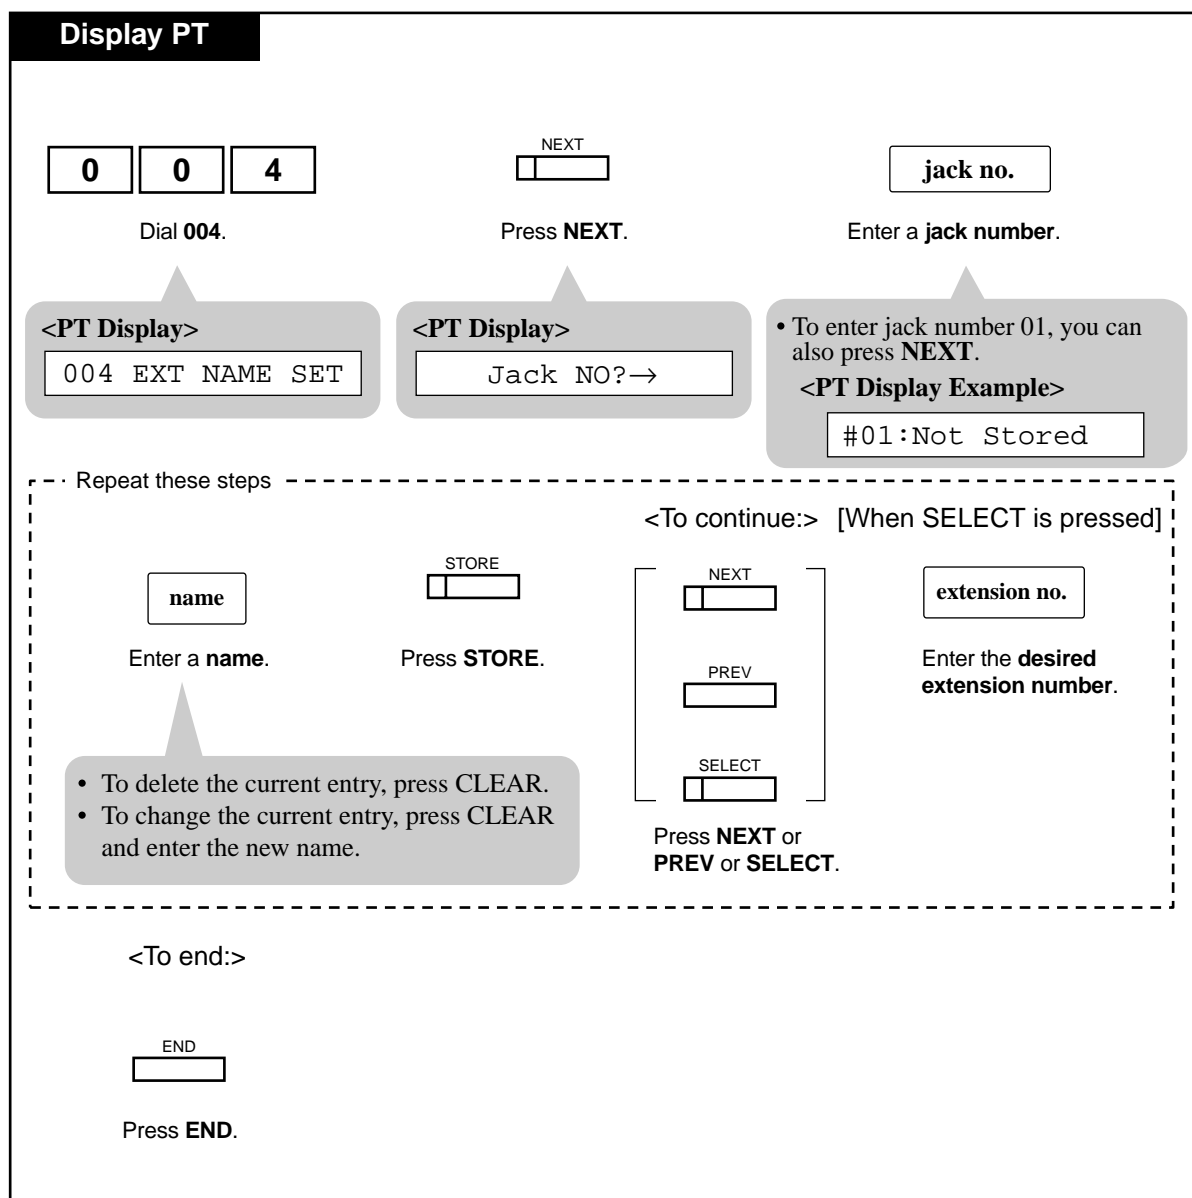 Display PT
0 0 4
NEXT
jack no.
Dial 004.
Press NEXT.
Enter a jack number.
<PT Display>
004 EXT NAME SET
<PT Display>
Jack NO?→
• To enter jack number 01, you can
also press NEXT.
<PT Display Example>
#01:Not Stored
Repeat these steps
<To continue:> [When SELECT is pressed]
name
Enter a name.
STORE
Press STORE.
NEXT
PREV
SELECT
Press NEXT or
PREV or SELECT.
extension no.
Enter the desired
extension number.
• To delete the current entry, press CLEAR.
• To change the current entry, press CLEAR
and enter the new name.
<To end:>
END
Press END.